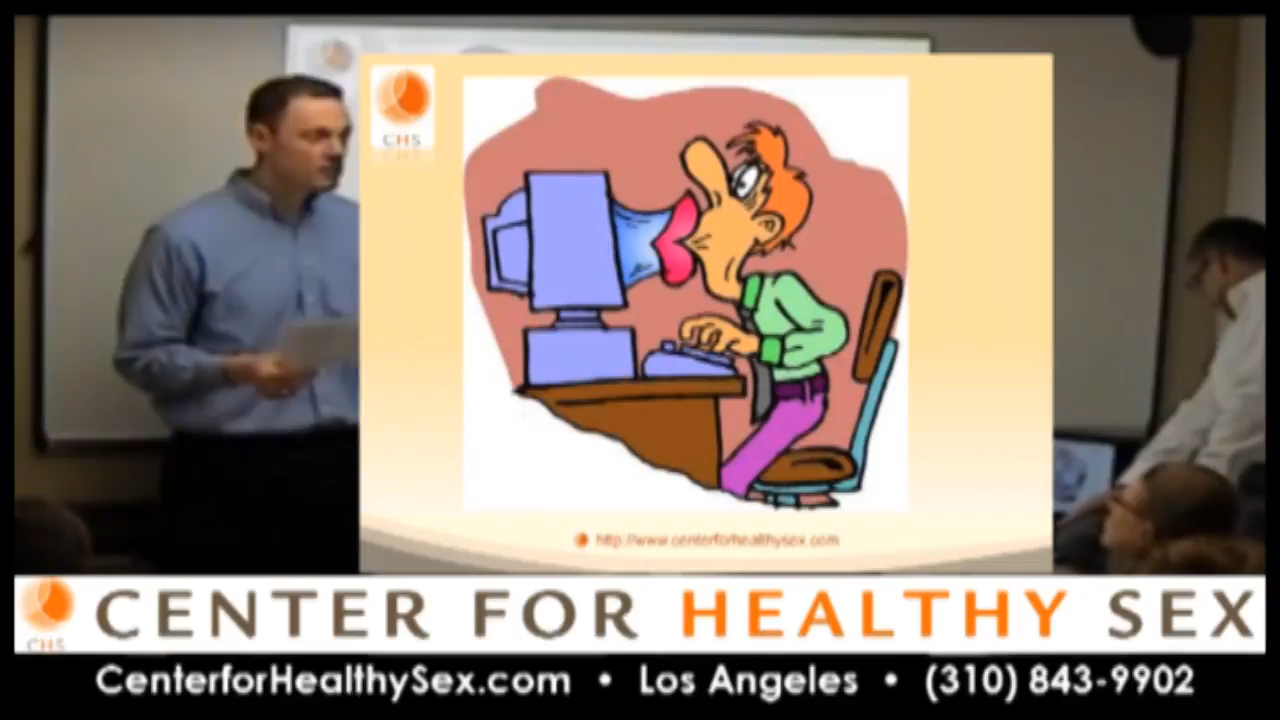 CHS
http://www.centerforhealthysex.com
CENTER FOR HEALTHY SEX
CHS
CenterforHealthySex.com • Los Angeles • (310) 843-9902